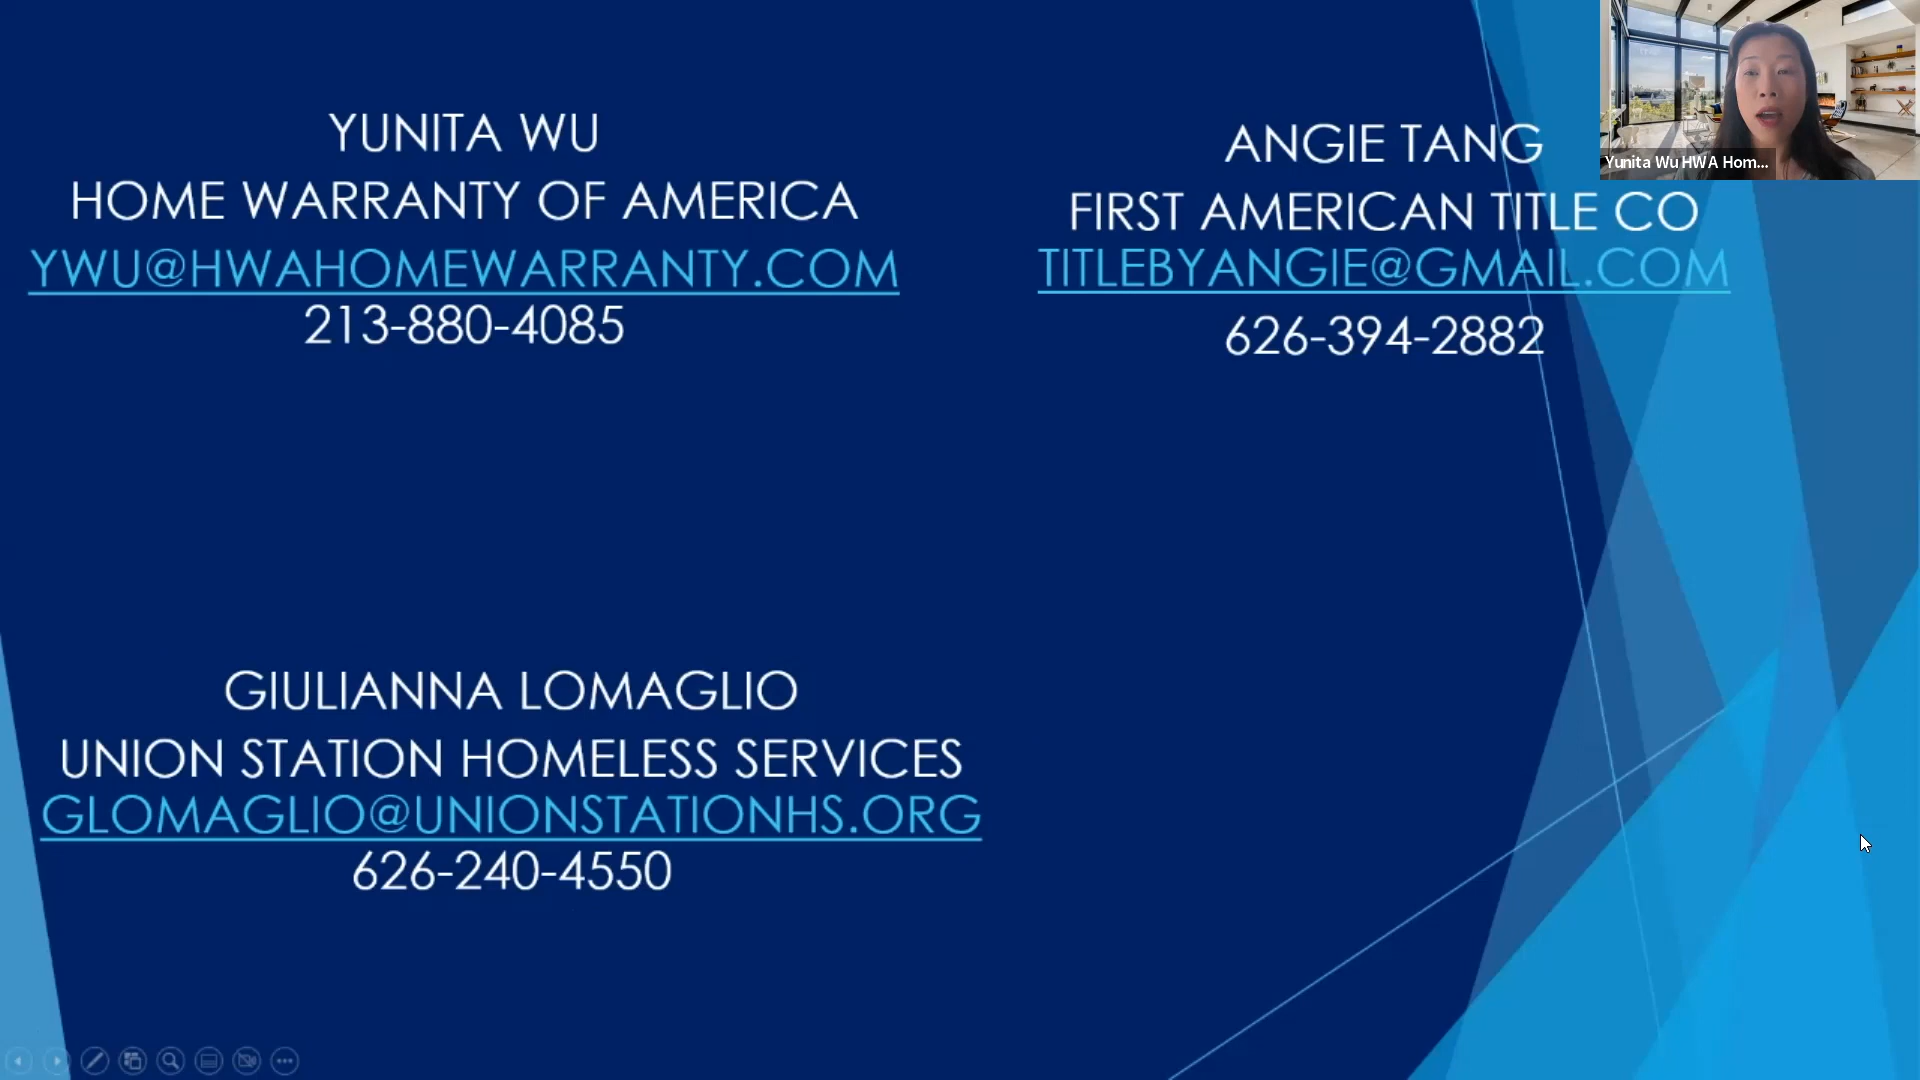 YUNITA WU
HOME WARRANTY OF AMERICA
YWU@HWAHOMEWARRANTY.COM
213-880-4085
ANGIE TANG
FIRST AMERICAN TITLE CO
TITLEBYANGIE@GMAIL.COM
626-394-2882
Yunita Wu HWA Hom...
GIULIANNA LOMAGLIO
UNION STATION HOMELESS SERVICES
GLOMAGLIO@UNIONSTATIONHS.ORG
626-240-4550